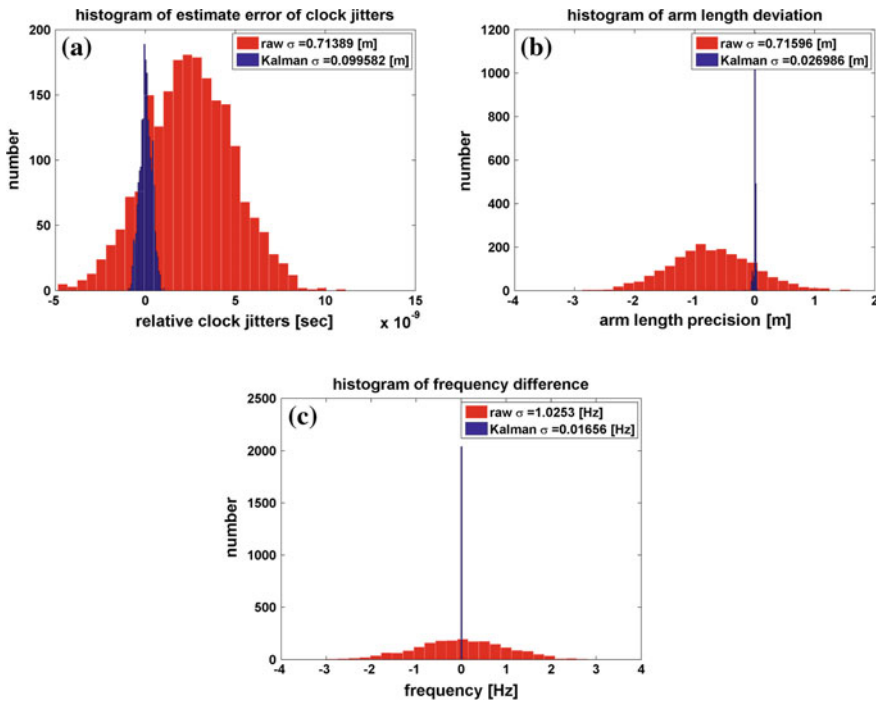 histogram of estimate error of clock jitters
(a)
raw σ =0.71389 [m]
Kalman σ =0.099582 [m]
number
200
150
100
50
0
-5
0
5
10
15
relative clock jitters [sec]
x 10^-9
histogram of arm length deviation
(b)
raw σ =0.71596 [m]
Kalman σ =0.026986 [m]
number
1200
1000
800
600
400
200
0
-4
-3
-2
-1
0
1
2
arm length precision [m]
histogram of frequency difference
(c)
raw σ =1.0253 [Hz]
Kalman σ =0.01656 [Hz]
number
2500
2000
1500
1000
500
0
-4
-3
-2
-1
0
1
2
3
4
frequency [Hz]